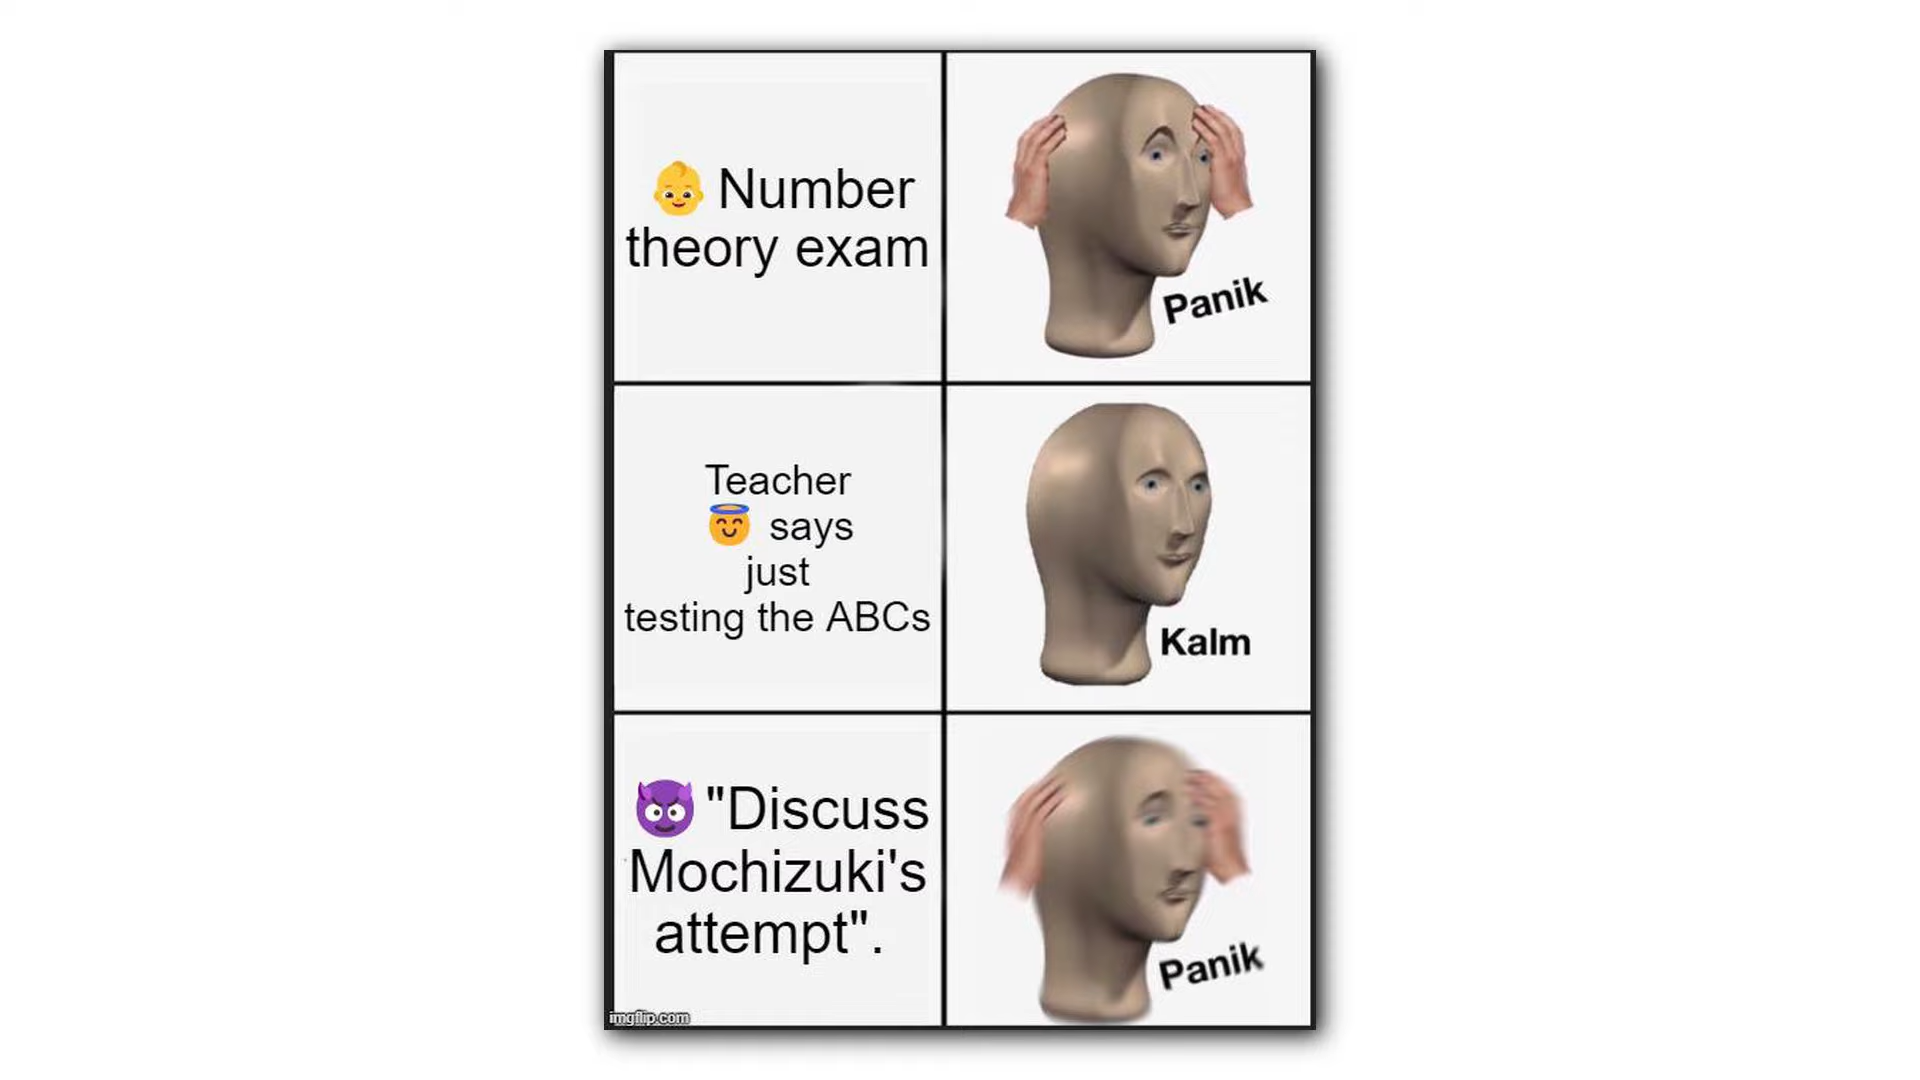 👶 Number
theory exam
Panik
Teacher
😇 says
just
testing the ABCs
Kalm
😈 "Discuss
Mochizuki's
attempt".
Panik
imgflip.com